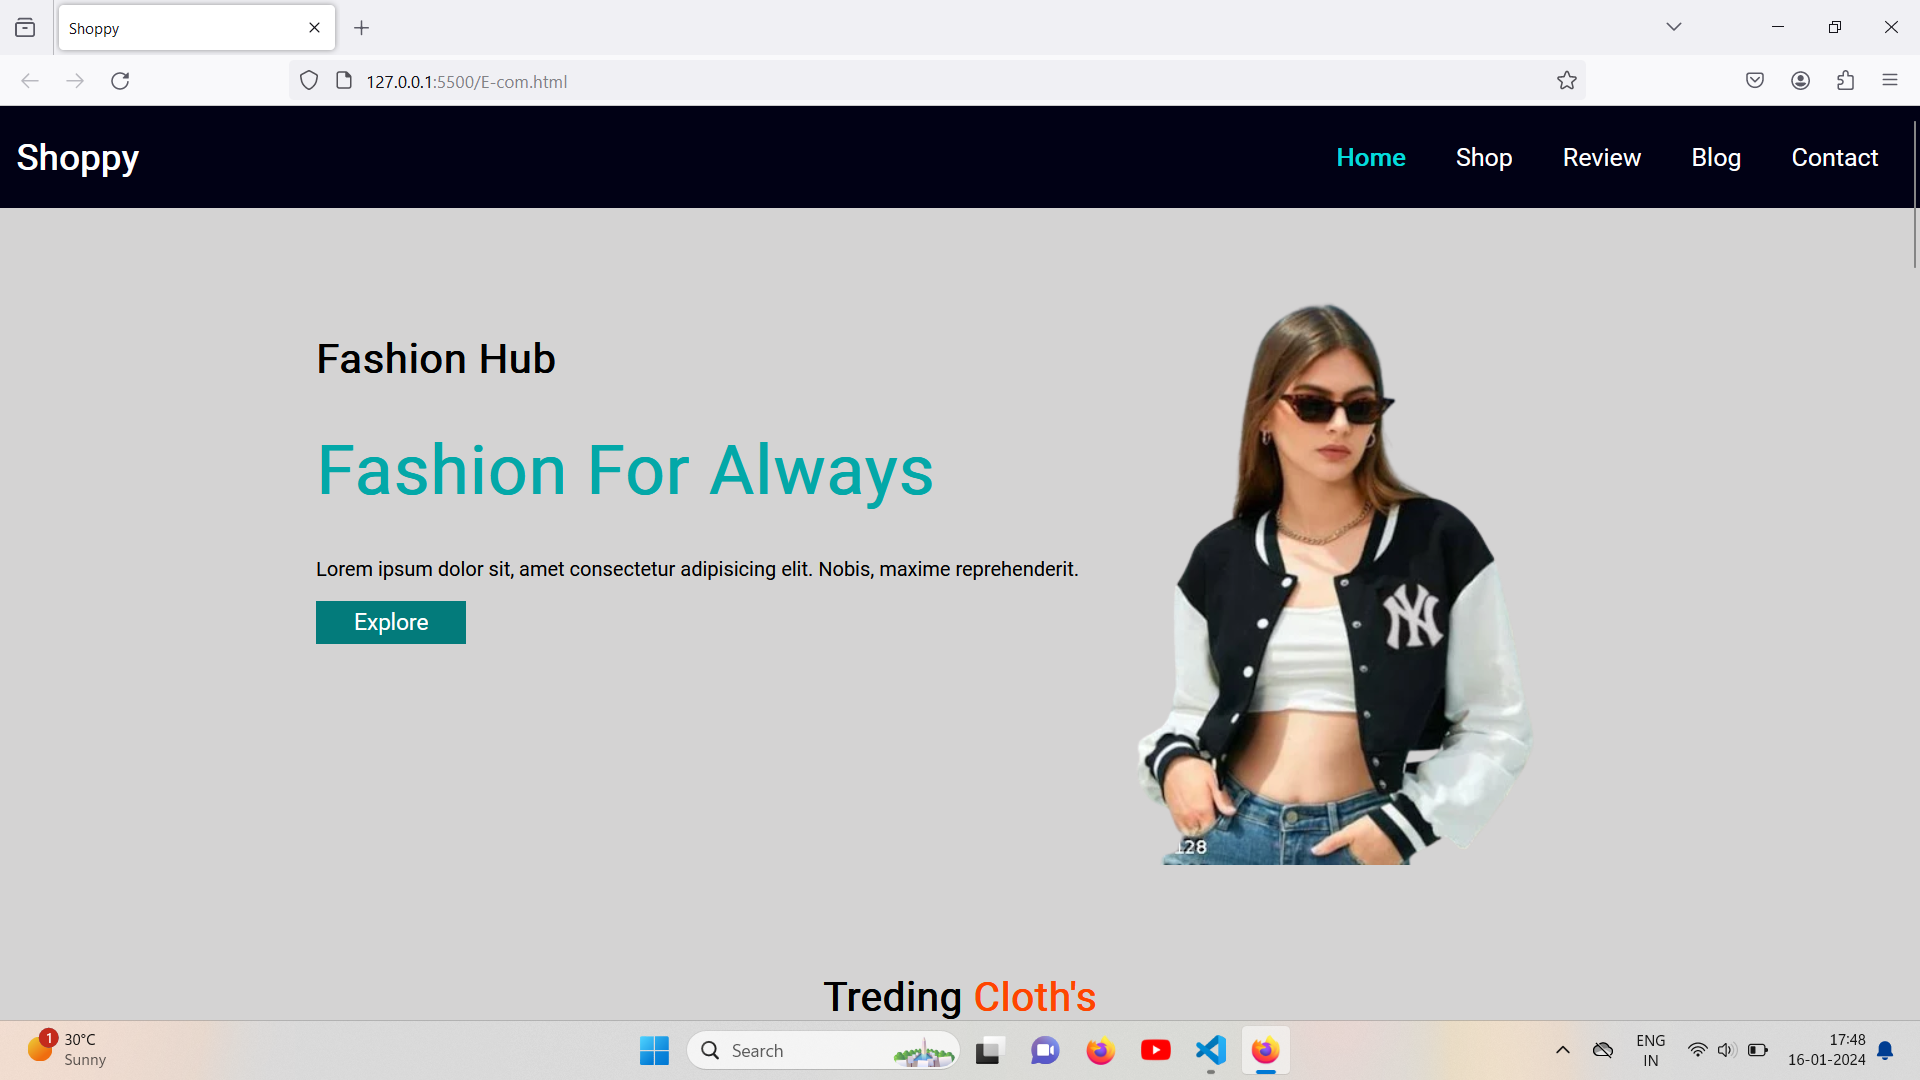 Shoppy
127.0.0.1:5500/E-com.html
Shoppy
Home Shop Review Blog Contact
Fashion Hub
Fashion For Always
Lorem ipsum dolor sit, amet consectetur adipisicing elit. Nobis, maxime reprehenderit.
Explore
NY
128
Treding Cloth's
1
30°C
Sunny
Search
ENG
IN
17:48
16-01-2024